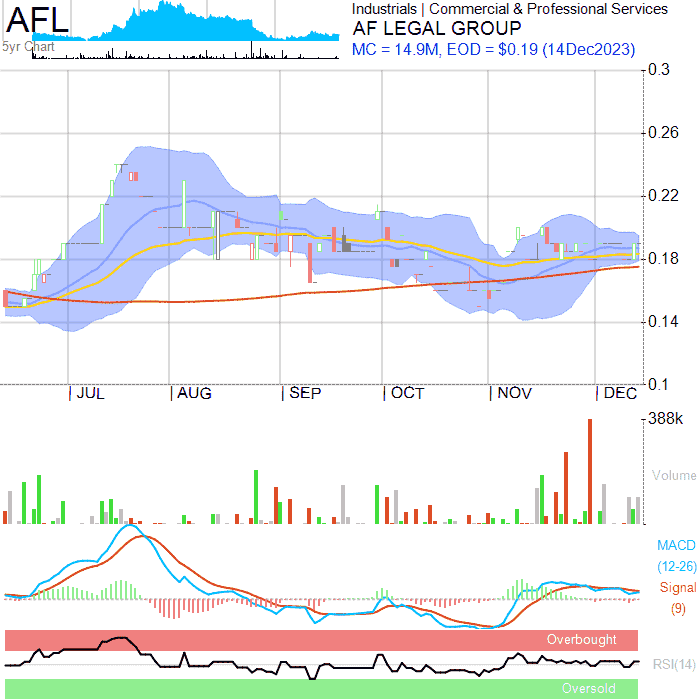 AFL
5yr Chart
Industrials | Commercial & Professional Services
AF LEGAL GROUP
MC = 14.9M, EOD = $0.19 (14Dec2023)
0.3
0.26
0.22
0.18
0.14
0.1
JUL AUG SEP OCT NOV DEC
388k
Volume
MACD
(12-26)
Signal
(9)
Overbought
RSI(14)
Oversold